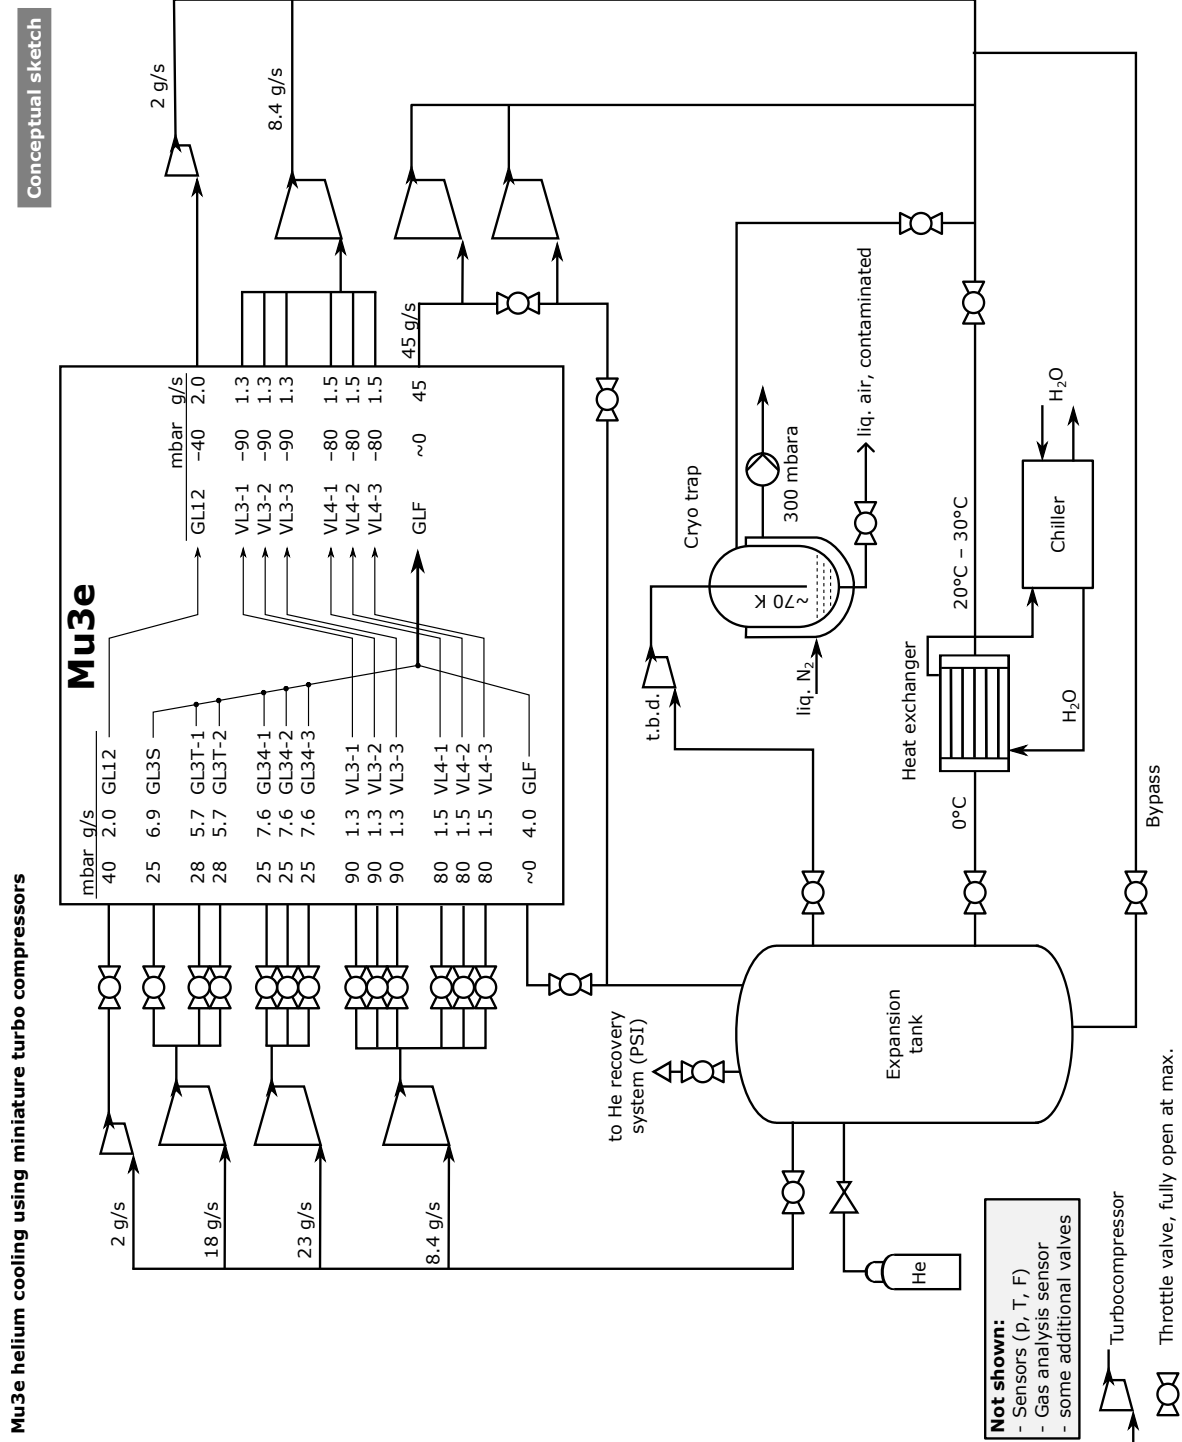 Mu3e helium cooling using miniature turbo compressors
Conceptual sketch
2 g/s
18 g/s
23 g/s
8.4 g/s
Mu3e
mbar g/s
40 2.0 GL12
25 6.9 GL3S
28 5.7 GL3T-1
28 5.7 GL3T-2
25 7.6 GL34-1
25 7.6 GL34-2
25 7.6 GL34-3
90 1.3 VL3-1
90 1.3 VL3-2
90 1.3 VL3-3
80 1.5 VL4-1
80 1.5 VL4-2
80 1.5 VL4-3
~0 4.0 GLF
mbar g/s
GL12 −40 2.0
VL3-1 −90 1.3
VL3-2 −90 1.3
VL3-3 −90 1.3
VL4-1 −80 1.5
VL4-2 −80 1.5
VL4-3 −80 1.5
GLF ~0 45
2 g/s
8.4 g/s
45 g/s
to He recovery
system (PSI)
t.b.d.
Cryo trap
~70 K
liq. N₂
300 mbara
liq. air, contaminated
Expansion
tank
He
0°C
Heat exchanger
20°C – 30°C
H₂O
Chiller
H₂O
Bypass
Not shown:
- Sensors (p, T, F)
- Gas analysis sensor
- some additional valves
Turbocompressor
Throttle valve, fully open at max.